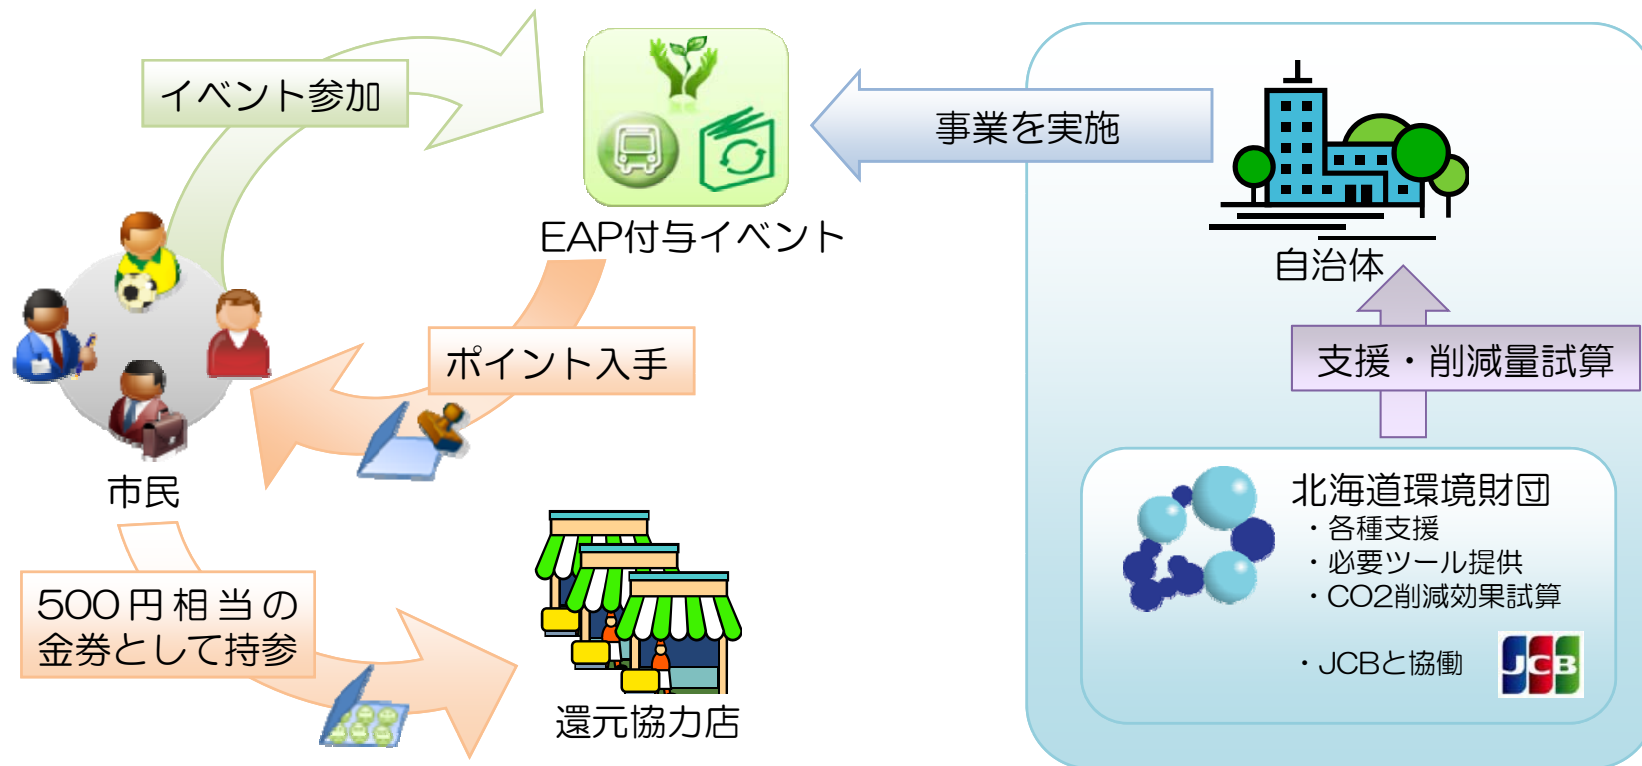 イベント参加
EAP付与イベント
事業を実施
自治体
ポイント入手
支援・削減量試算
市民
北海道環境財団
・各種支援
・必要ツール提供
・CO2削減効果試算
・JCBと協働
JCB
500円相当の
金券として持参
還元協力店